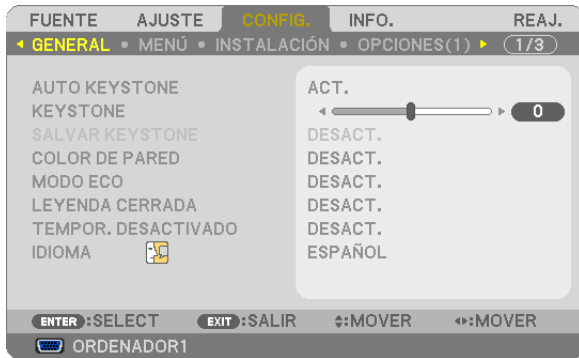 FUENTE AJUSTE CONFIG. INFO. REAJ.
GENERAL • MENÚ • INSTALACIÓN • OPCIONES(1) 1/3
AUTO KEYSTONE ACT.
KEYSTONE 0
SALVAR KEYSTONE DESACT.
COLOR DE PARED DESACT.
MODO ECO DESACT.
LEYENDA CERRADA DESACT.
TEMPOR. DESACTIVADO DESACT.
IDIOMA ESPAÑOL
ENTER :SELECT EXIT :SALIR :MOVER :MOVER
ORDENADOR1